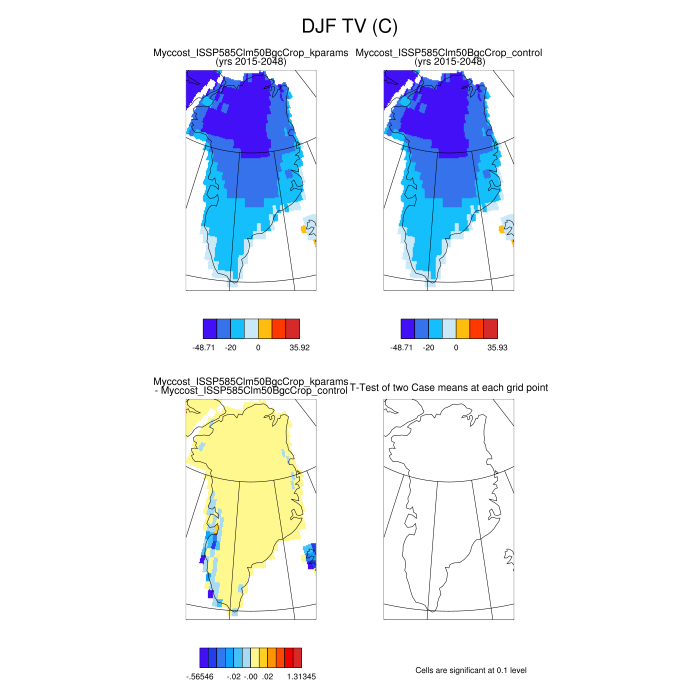 DJF TV (C)
Myccost_ISSP585Clm50BgcCrop_kparams
(yrs 2015-2048)
Myccost_ISSP585Clm50BgcCrop_control
(yrs 2015-2048)
-48.71 -20 0 35.92
-48.71 -20 0 35.93
Myccost_ISSP585Clm50BgcCrop_kparams
- Myccost_ISSP585Clm50BgcCrop_control
T-Test of two Case means at each grid point
-.56546 -.02 -.00 .02 1.31345
Cells are significant at 0.1 level